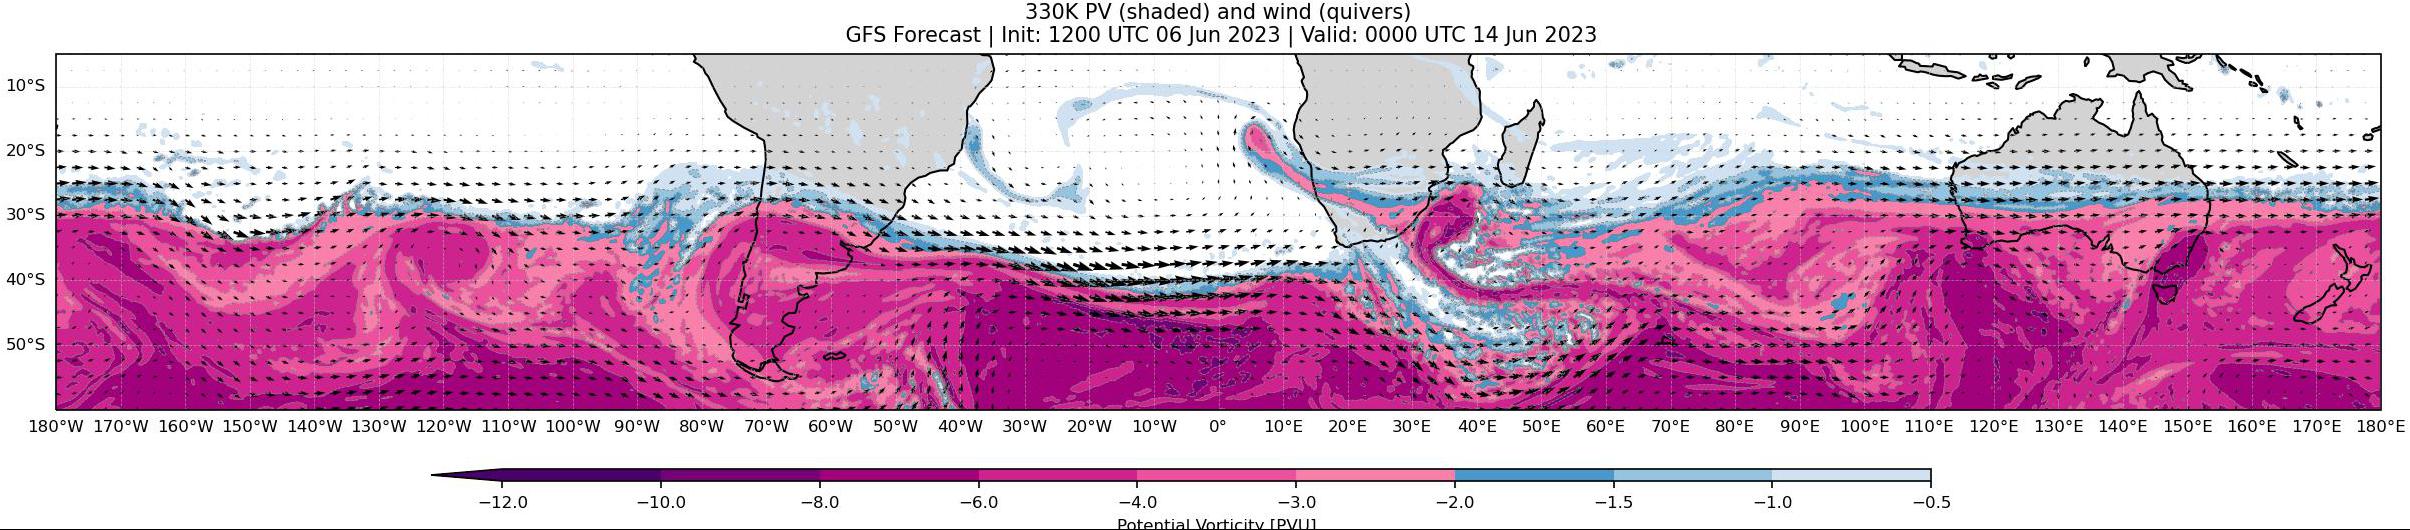 330K PV (shaded) and wind (quivers)
GFS Forecast | Init: 1200 UTC 06 Jun 2023 | Valid: 0000 UTC 14 Jun 2023
10°S
20°S
30°S
40°S
50°S
180°W 170°W 160°W 150°W 140°W 130°W 120°W 110°W 100°W 90°W 80°W 70°W 60°W 50°W 40°W 30°W 20°W 10°W 0° 10°E 20°E 30°E 40°E 50°E 60°E 70°E 80°E 90°E 100°E 110°E 120°E 130°E 140°E 150°E 160°E 170°E 180°E
−12.0 −10.0 −8.0 −6.0 −4.0 −3.0 −2.0 −1.5 −1.0 −0.5
Potential Vorticity [PVU]